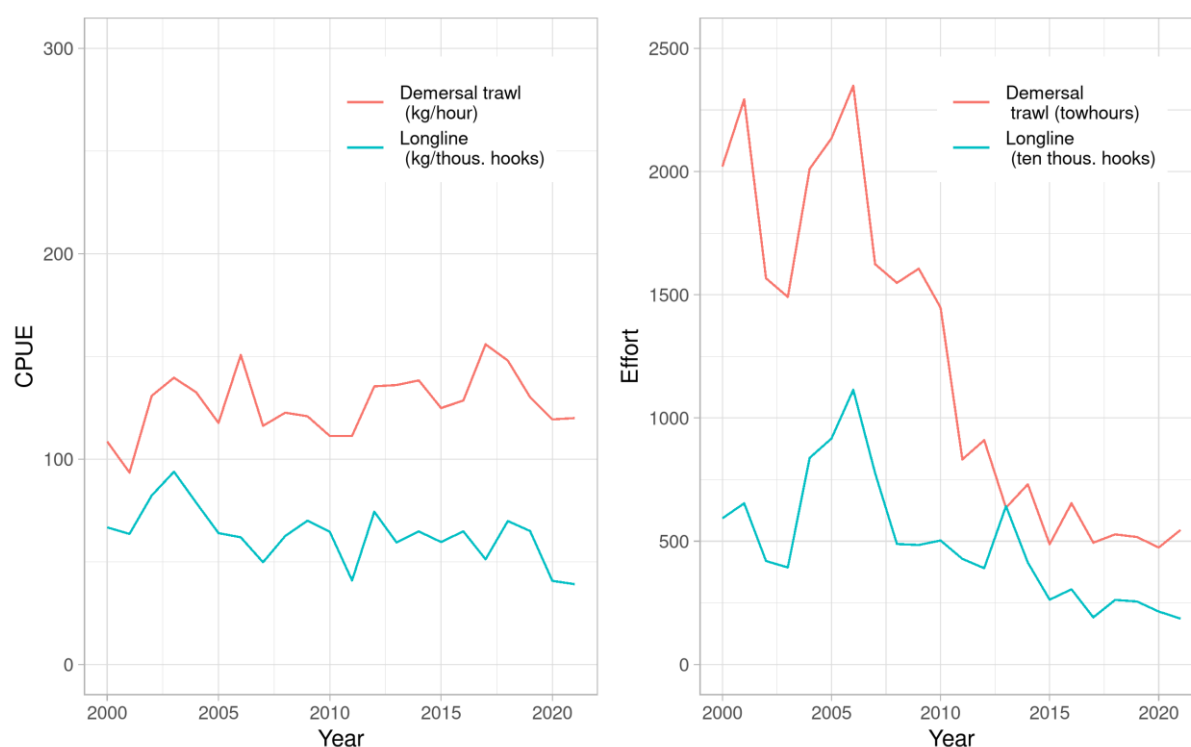 300
200
100
0
CPUE
Demersal trawl
(kg/hour)
Longline
(kg/thous. hooks)
2000 2005 2010 2015 2020
Year
2500
2000
1500
1000
500
0
Effort
Demersal
trawl (towhours)
Longline
(ten thous. hooks)
2000 2005 2010 2015 2020
Year